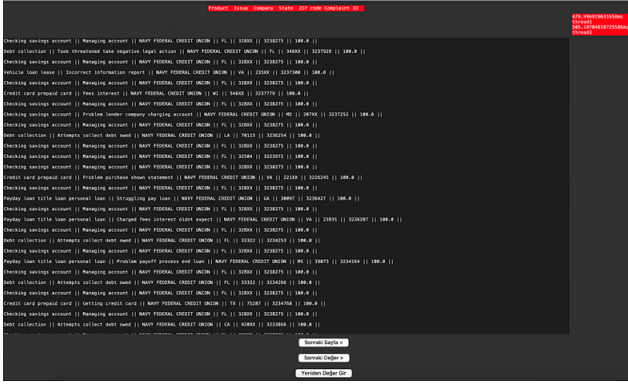 Product Issue Company State ZIP code Complaint ID
479.996919631958ms
thread1
thread2
Checking savings account || Managing account || NAVY FEDERAL CREDIT UNION || FL || 328XX || 3238275 || 100.0 ||
Debt collection || Took threatened take negative legal action || NAVY FEDERAL CREDIT UNION || FL || 346XX || 3237928 || 100.0 ||
Checking savings account || Managing account || NAVY FEDERAL CREDIT UNION || FL || 328XX || 3238275 || 100.0 ||
Vehicle loan lease || Incorrect information report || NAVY FEDERAL CREDIT UNION || VA || 235XX || 3237300 || 100.0 ||
Checking savings account || Managing account || NAVY FEDERAL CREDIT UNION || FL || 328XX || 3238275 || 100.0 ||
Credit card prepaid card || Fees interest || NAVY FEDERAL CREDIT UNION || WI || 546XX || 3237779 || 100.0 ||
Checking savings account || Managing account || NAVY FEDERAL CREDIT UNION || FL || 328XX || 3238275 || 100.0 ||
Checking savings account || Problem lender company charging account || NAVY FEDERAL CREDIT UNION || MD || 207XX || 3237252 || 100.0 ||
Checking savings account || Managing account || NAVY FEDERAL CREDIT UNION || FL || 328XX || 3238275 || 100.0 ||
Debt collection || Attempts collect debt owed || NAVY FEDERAL CREDIT UNION || LA || 70115 || 3236254 || 100.0 ||
Checking savings account || Managing account || NAVY FEDERAL CREDIT UNION || FL || 328XX || 3238275 || 100.0 ||
Checking savings account || Managing account || NAVY FEDERAL CREDIT UNION || FL || 32504 || 3223972 || 100.0 ||
Checking savings account || Managing account || NAVY FEDERAL CREDIT UNION || FL || 328XX || 3238275 || 100.0 ||
Credit card prepaid card || Problem purchase shown statement || NAVY FEDERAL CREDIT UNION || VA || 221XX || 3226245 || 100.0 ||
Checking savings account || Managing account || NAVY FEDERAL CREDIT UNION || FL || 328XX || 3238275 || 100.0 ||
Payday loan title loan personal loan || Struggling pay loan || NAVY FEDERAL CREDIT UNION || GA || 30097 || 3236427 || 100.0 ||
Checking savings account || Managing account || NAVY FEDERAL CREDIT UNION || FL || 328XX || 3238275 || 100.0 ||
Payday loan title loan personal loan || Charged fees interest didnt expect || NAVY FEDERAL CREDIT UNION || VA || 23831 || 3236287 || 100.0 ||
Checking savings account || Managing account || NAVY FEDERAL CREDIT UNION || FL || 328XX || 3238275 || 100.0 ||
Debt collection || Attempts collect debt owed || NAVY FEDERAL CREDIT UNION || FL || 33322 || 3234253 || 100.0 ||
Checking savings account || Managing account || NAVY FEDERAL CREDIT UNION || FL || 328XX || 3238275 || 100.0 ||
Payday loan title loan personal loan || Problem payoff process end loan || NAVY FEDERAL CREDIT UNION || MS || 39073 || 3234164 || 100.0 ||
Checking savings account || Managing account || NAVY FEDERAL CREDIT UNION || FL || 328XX || 3238275 || 100.0 ||
Debt collection || Attempts collect debt owed || NAVY FEDERAL CREDIT UNION || FL || 33322 || 3234266 || 100.0 ||
Checking savings account || Managing account || NAVY FEDERAL CREDIT UNION || FL || 328XX || 3238275 || 100.0 ||
Credit card prepaid card || Getting credit card || NAVY FEDERAL CREDIT UNION || TX || 75287 || 3234768 || 100.0 ||
Checking savings account || Managing account || NAVY FEDERAL CREDIT UNION || FL || 328XX || 3238275 || 100.0 ||
Debt collection || Attempts collect debt owed || NAVY FEDERAL CREDIT UNION || CA || 920XX || 3233866 || 100.0 ||
Sonraki Sayfa >
Sonraki Değer >
Yeniden Değer Gir